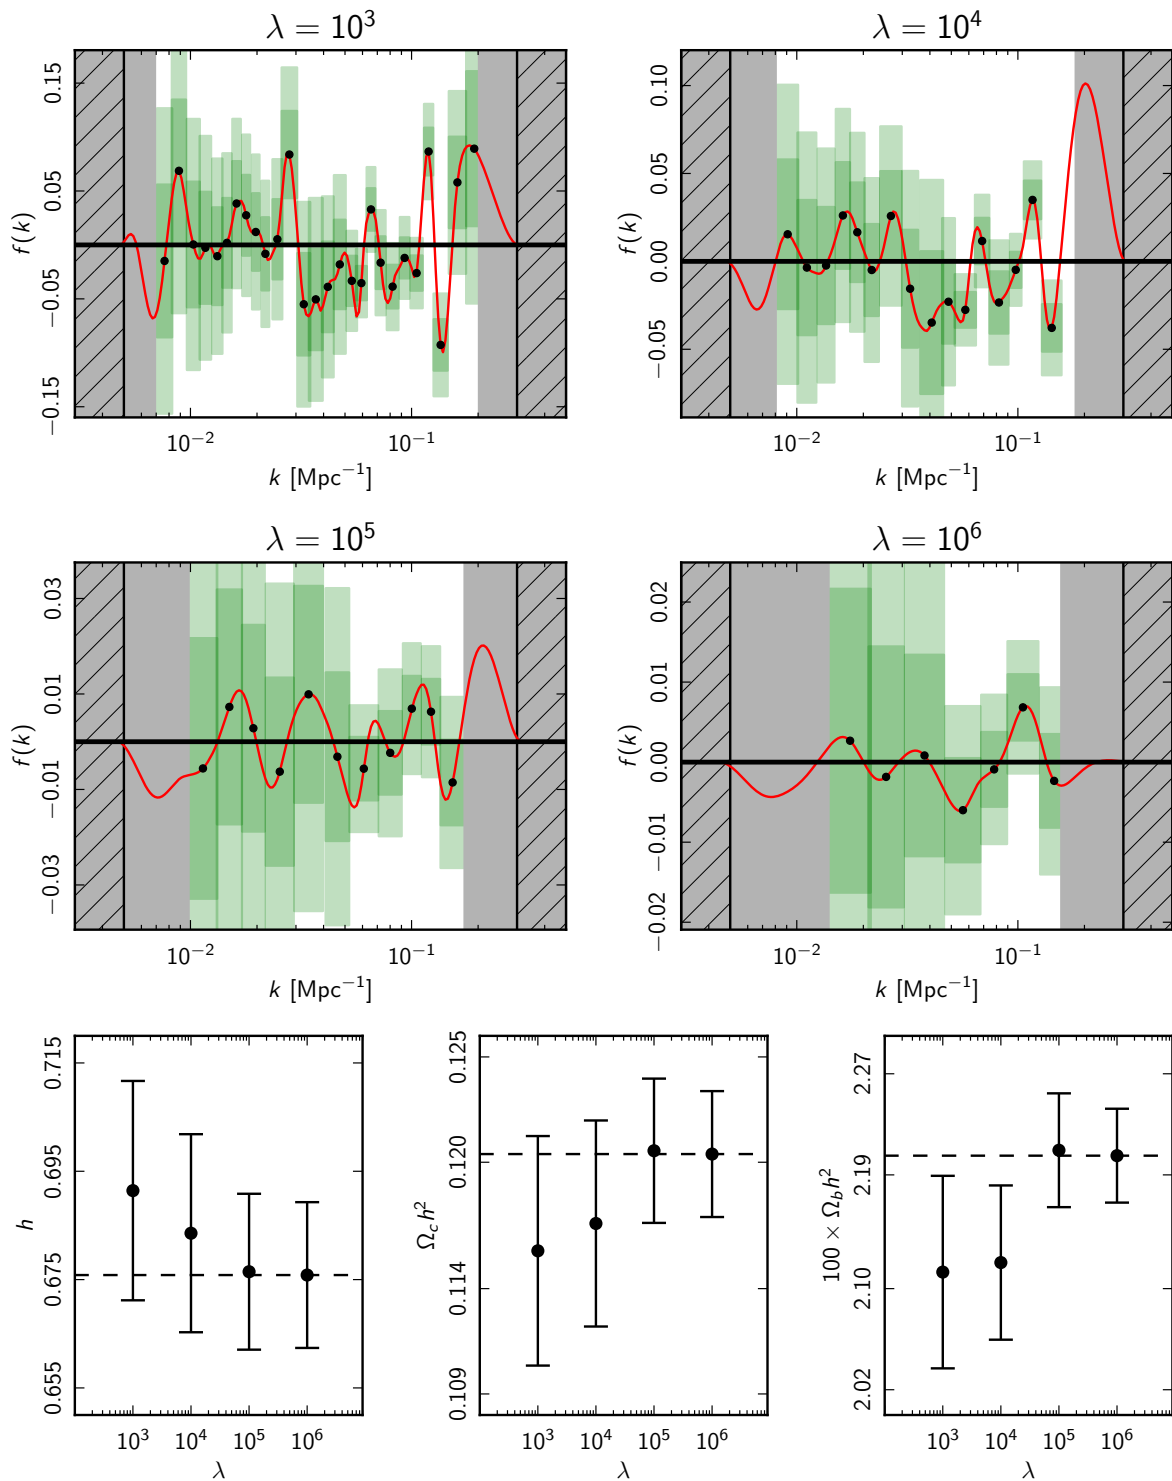 λ = 10³
λ = 10⁴
0.15
0.05
−0.05
−0.15
f(k)
10⁻² 10⁻¹
k [Mpc⁻¹]
0.10
0.05
0.00
−0.05
f(k)
10⁻² 10⁻¹
k [Mpc⁻¹]
λ = 10⁵
λ = 10⁶
0.03
0.01
−0.01
−0.03
f(k)
10⁻² 10⁻¹
k [Mpc⁻¹]
0.02
0.01
0.00
−0.01
−0.02
f(k)
10⁻² 10⁻¹
k [Mpc⁻¹]
0.715
0.695
0.675
0.655
h
10³ 10⁴ 10⁵ 10⁶
λ
0.125
0.120
0.114
0.109
Ω_c h²
10³ 10⁴ 10⁵ 10⁶
λ
2.27
2.19
2.10
2.02
100 × Ω_b h²
10³ 10⁴ 10⁵ 10⁶
λ